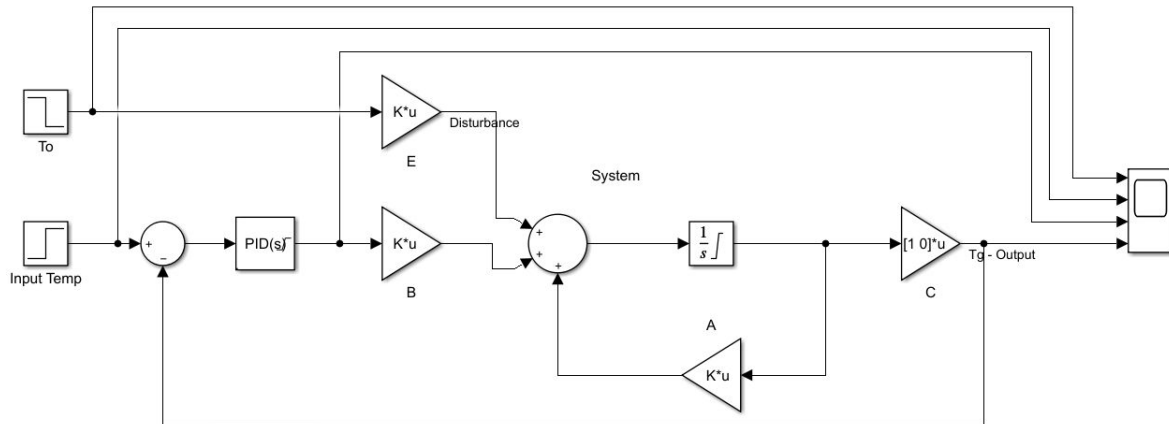 K*u
Disturbance
To
E
System
+
+
+
+
−
PID(s)
K*u
1
s
[1 0]*u
Tg - Output
Input Temp
B
C
A
K*u